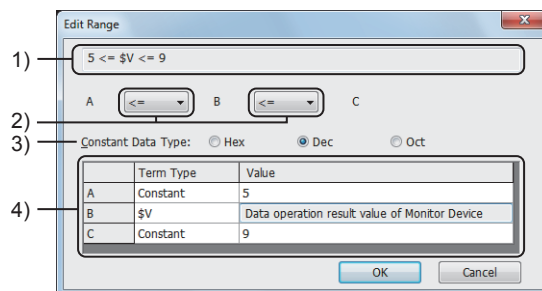 Edit Range
1)
5 <= $V <= 9
A <= B <= C
2)
3)
Constant Data Type: Hex Dec Oct
4)
Term Type Value
A Constant 5
B $V Data operation result value of Monitor Device
C Constant 9
OK Cancel